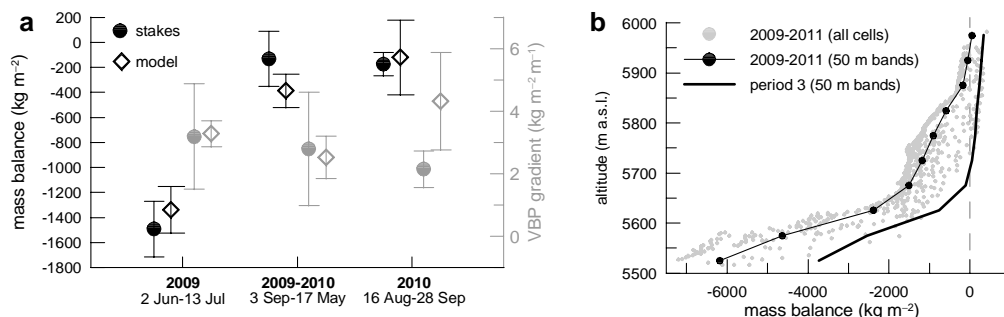 a
200
0
-200
-400
-600
-800
-1000
-1200
-1400
-1600
-1800
mass balance (kg m⁻²)
stakes
model
6
4
2
0
VBP gradient (kg m⁻² m⁻¹)
2009
2 Jun-13 Jul
2009-2010
3 Sep-17 May
2010
16 Aug-28 Sep
b
6000
5900
5800
5700
5600
5500
altitude (m a.s.l.)
2009-2011 (all cells)
2009-2011 (50 m bands)
period 3 (50 m bands)
-6000
-4000
-2000
0
mass balance (kg m⁻²)